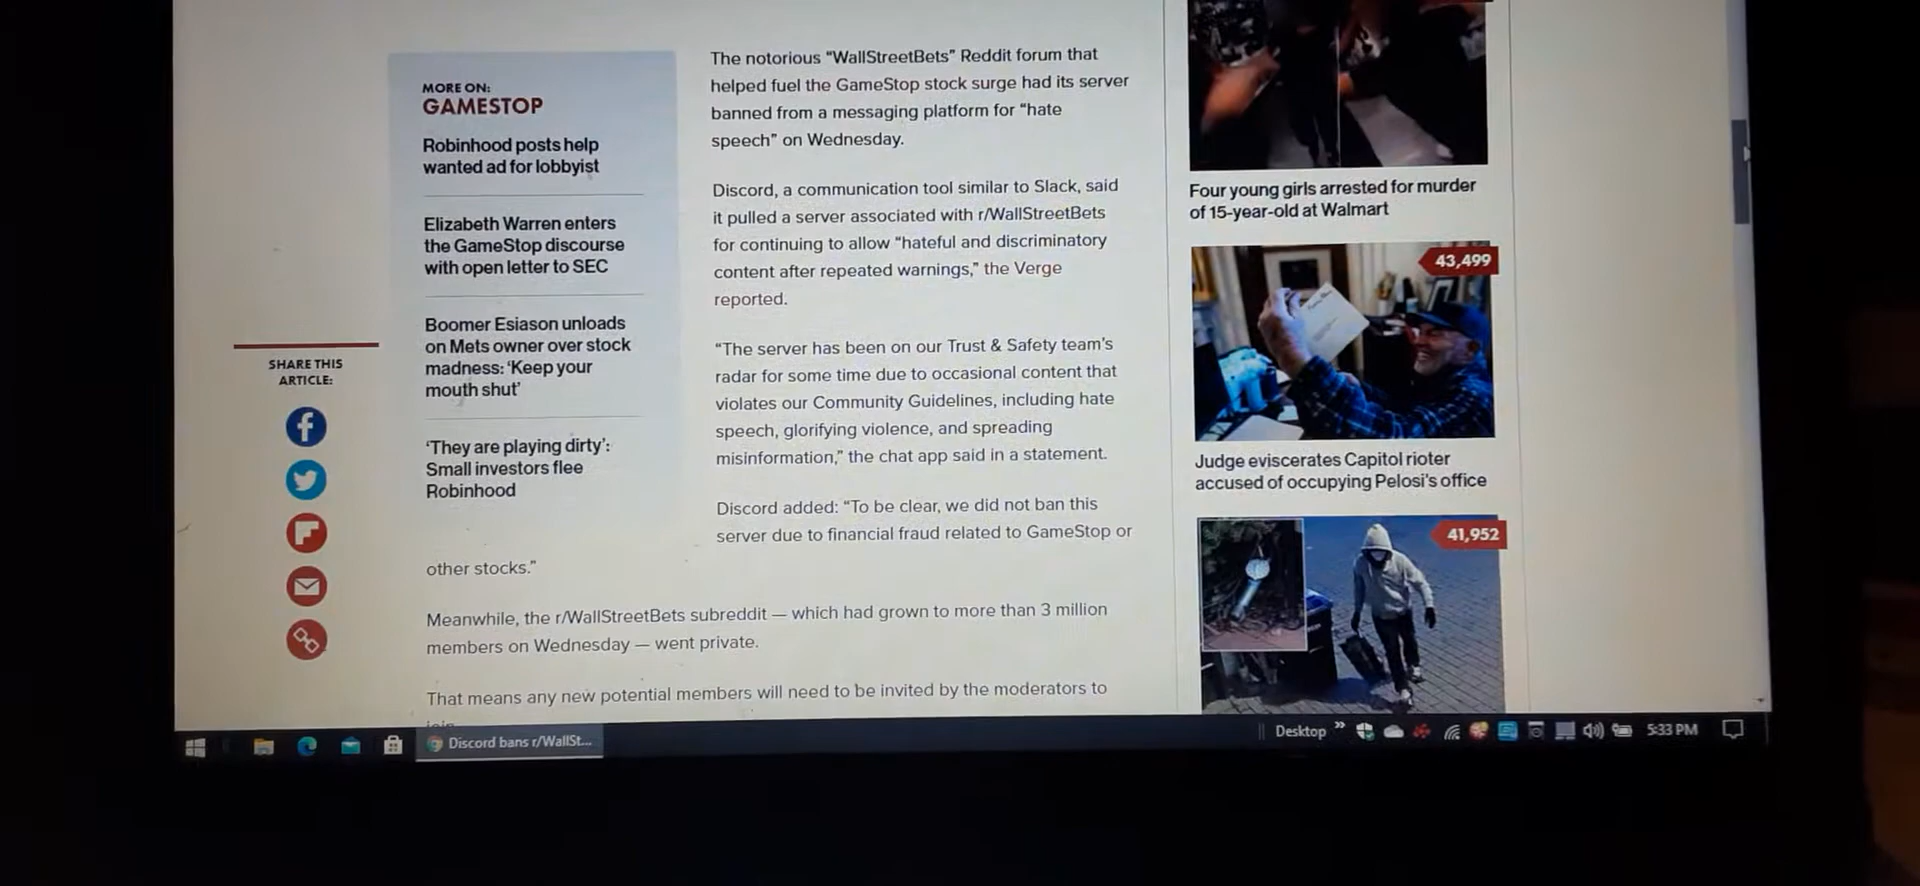 MORE ON:
GAMESTOP
Robinhood posts help
wanted ad for lobbyist
Elizabeth Warren enters
the GameStop discourse
with open letter to SEC
Boomer Esiason unloads
on Mets owner over stock
madness: ‘Keep your
mouth shut’
‘They are playing dirty’:
Small investors flee
Robinhood
SHARE THIS
ARTICLE:
The notorious “WallStreetBets” Reddit forum that
helped fuel the GameStop stock surge had its server
banned from a messaging platform for “hate
speech” on Wednesday.
Discord, a communication tool similar to Slack, said
it pulled a server associated with r/WallStreetBets
for continuing to allow “hateful and discriminatory
content after repeated warnings,” the Verge
reported.
“The server has been on our Trust & Safety team’s
radar for some time due to occasional content that
violates our Community Guidelines, including hate
speech, glorifying violence, and spreading
misinformation,” the chat app said in a statement.
Discord added: “To be clear, we did not ban this
server due to financial fraud related to GameStop or
other stocks.”
Meanwhile, the r/WallStreetBets subreddit — which had grown to more than 3 million
members on Wednesday — went private.
That means any new potential members will need to be invited by the moderators to
join
Four young girls arrested for murder
of 15-year-old at Walmart
43,499
Judge eviscerates Capitol rioter
accused of occupying Pelosi’s office
41,952
Discord bans r/WallSt...
Desktop
5:33 PM